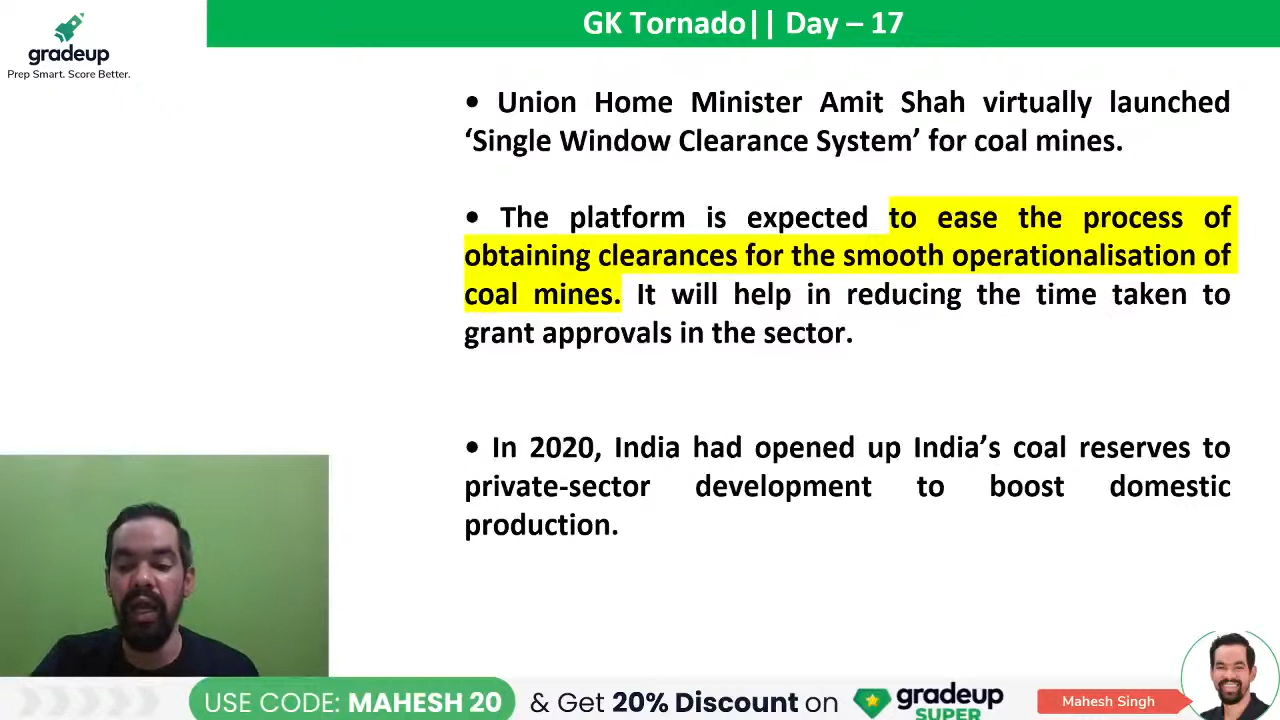 gradeup
Prep Smart. Score Better.
GK Tornado|| Day – 17
• Union Home Minister Amit Shah virtually launched
‘Single Window Clearance System’ for coal mines.
• The platform is expected to ease the process of
obtaining clearances for the smooth operationalisation of
coal mines. It will help in reducing the time taken to
grant approvals in the sector.
• In 2020, India had opened up India’s coal reserves to
private-sector development to boost domestic
production.
USE CODE: MAHESH 20 & Get 20% Discount on gradeup
SUPER
Mahesh Singh